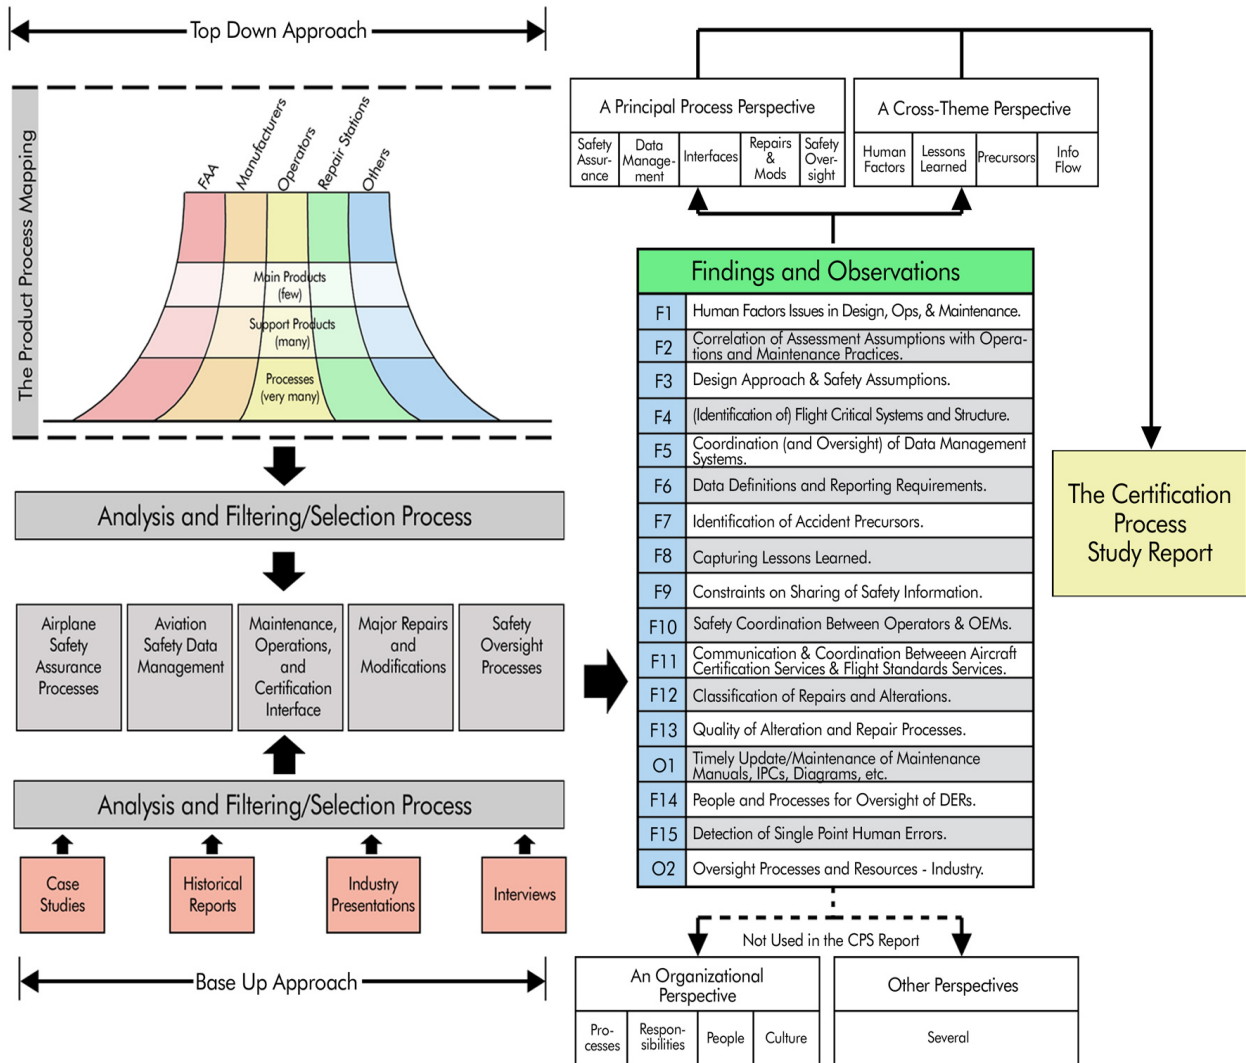 Top Down Approach
The Product Process Mapping
FAA
Manufacturers
Operators
Repair Stations
Others
Main Products
(few)
Support Products
(many)
Processes
(very many)
Analysis and Filtering/Selection Process
Airplane
Safety
Assurance
Processes
Aviation
Safety Data
Management
Maintenance,
Operations,
and
Certification
Interface
Major Repairs
and
Modifications
Safety
Oversight
Processes
Analysis and Filtering/Selection Process
Case
Studies
Historical
Reports
Industry
Presentations
Interviews
Base Up Approach
A Principal Process Perspective
Safety
Assur-
ance
Data
Manage-
ment
Interfaces
Repairs
&
Mods
Safety
Over-
sight
A Cross-Theme Perspective
Human
Factors
Lessons
Learned
Precursors
Info
Flow
Findings and Observations
F1 Human Factors Issues in Design, Ops, & Maintenance.
F2 Correlation of Assessment Assumptions with Opera-
tions and Maintenance Practices.
F3 Design Approach & Safety Assumptions.
F4 (Identification of) Flight Critical Systems and Structure.
F5 Coordination (and Oversight) of Data Management
Systems.
F6 Data Definitions and Reporting Requirements.
F7 Identification of Accident Precursors.
F8 Capturing Lessons Learned.
F9 Constraints on Sharing of Safety Information.
F10 Safety Coordination Between Operators & OEMs.
F11 Communication & Coordination Betweeen Aircraft
Certification Services & Flight Standards Services.
F12 Classification of Repairs and Alterations.
F13 Quality of Alteration and Repair Processes.
O1 Timely Update/Maintenance of Maintenance
Manuals, IPCs, Diagrams, etc.
F14 People and Processes for Oversight of DERs.
F15 Detection of Single Point Human Errors.
O2 Oversight Processes and Resources - Industry.
The Certification
Process
Study Report
Not Used in the CPS Report
An Organizational
Perspective
Pro-
cesses
Respon-
sibilities
People
Culture
Other Perspectives
Several